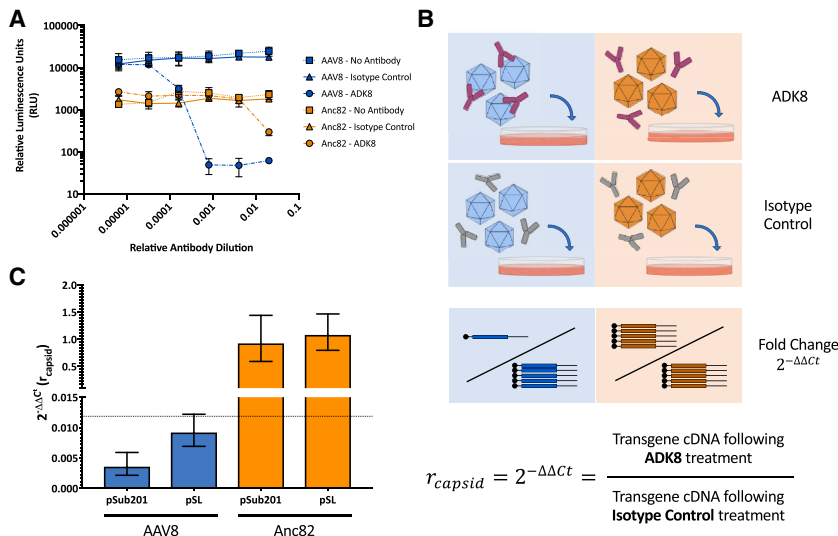 A
100000
10000
1000
100
10
Relative Luminescence Units
(RLU)
0.000001
0.00001
0.0001
0.001
0.01
0.1
Relative Antibody Dilution
AAV8 - No Antibody
AAV8 - Isotype Control
AAV8 - ADK8
Anc82 - No Antibody
Anc82 - Isotype Control
Anc82 - ADK8
B
ADK8
Isotype
Control
Fold Change
2^−ΔΔCt
r_capsid = 2^−ΔΔCt =
Transgene cDNA following
ADK8 treatment
Transgene cDNA following
Isotype Control treatment
C
2.0
1.5
1.0
0.5
0.015
0.010
0.005
0.000
2^-ΔΔCt (r_capsid)
pSub201 pSL pSub201 pSL
AAV8 Anc82